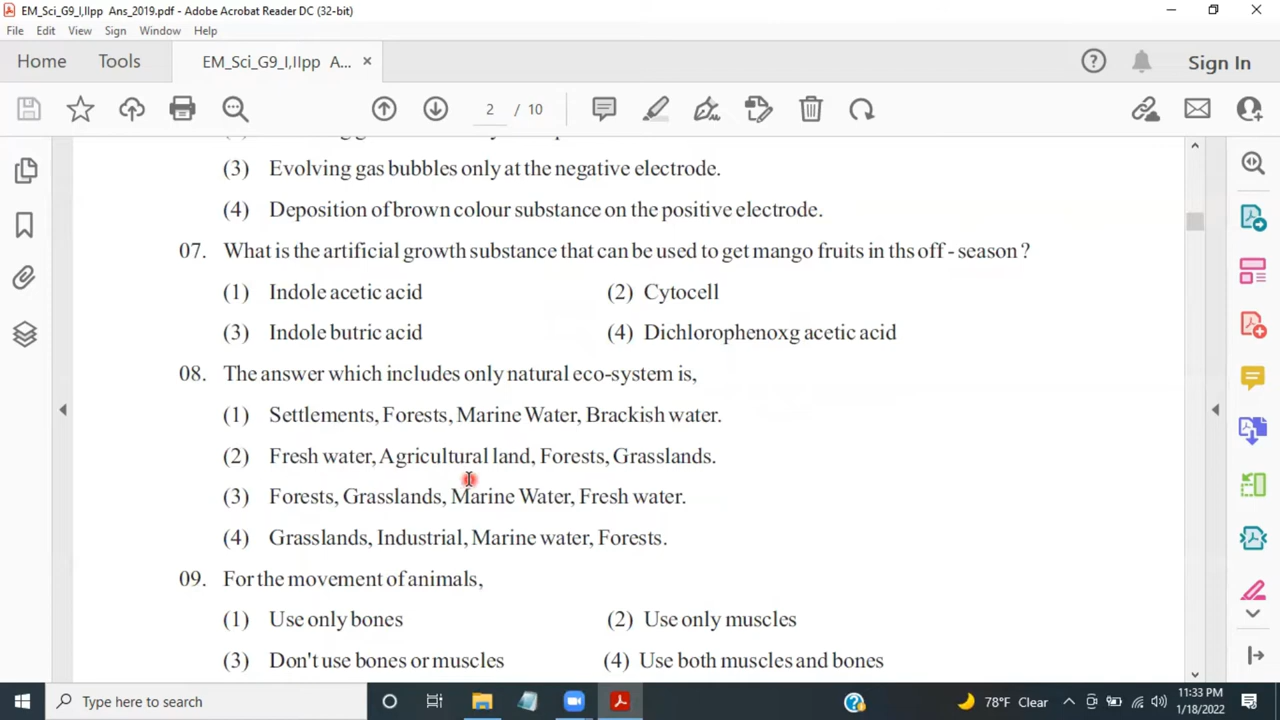 EM_Sci_G9_I,IIpp Ans_2019.pdf - Adobe Acrobat Reader DC (32-bit)
File Edit View Sign Window Help
Home Tools EM_Sci_G9_I,IIpp A... × Sign In
2 / 10
(3) Evolving gas bubbles only at the negative electrode.
(4) Deposition of brown colour substance on the positive electrode.
07. What is the artificial growth substance that can be used to get mango fruits in ths off - season ?
(1) Indole acetic acid (2) Cytocell
(3) Indole butric acid (4) Dichlorophenoxg acetic acid
08. The answer which includes only natural eco-system is,
(1) Settlements, Forests, Marine Water, Brackish water.
(2) Fresh water, Agricultural land, Forests, Grasslands.
(3) Forests, Grasslands, Marine Water, Fresh water.
(4) Grasslands, Industrial, Marine water, Forests.
09. For the movement of animals,
(1) Use only bones (2) Use only muscles
(3) Don't use bones or muscles (4) Use both muscles and bones
Type here to search 78°F Clear 11:33 PM
1/18/2022